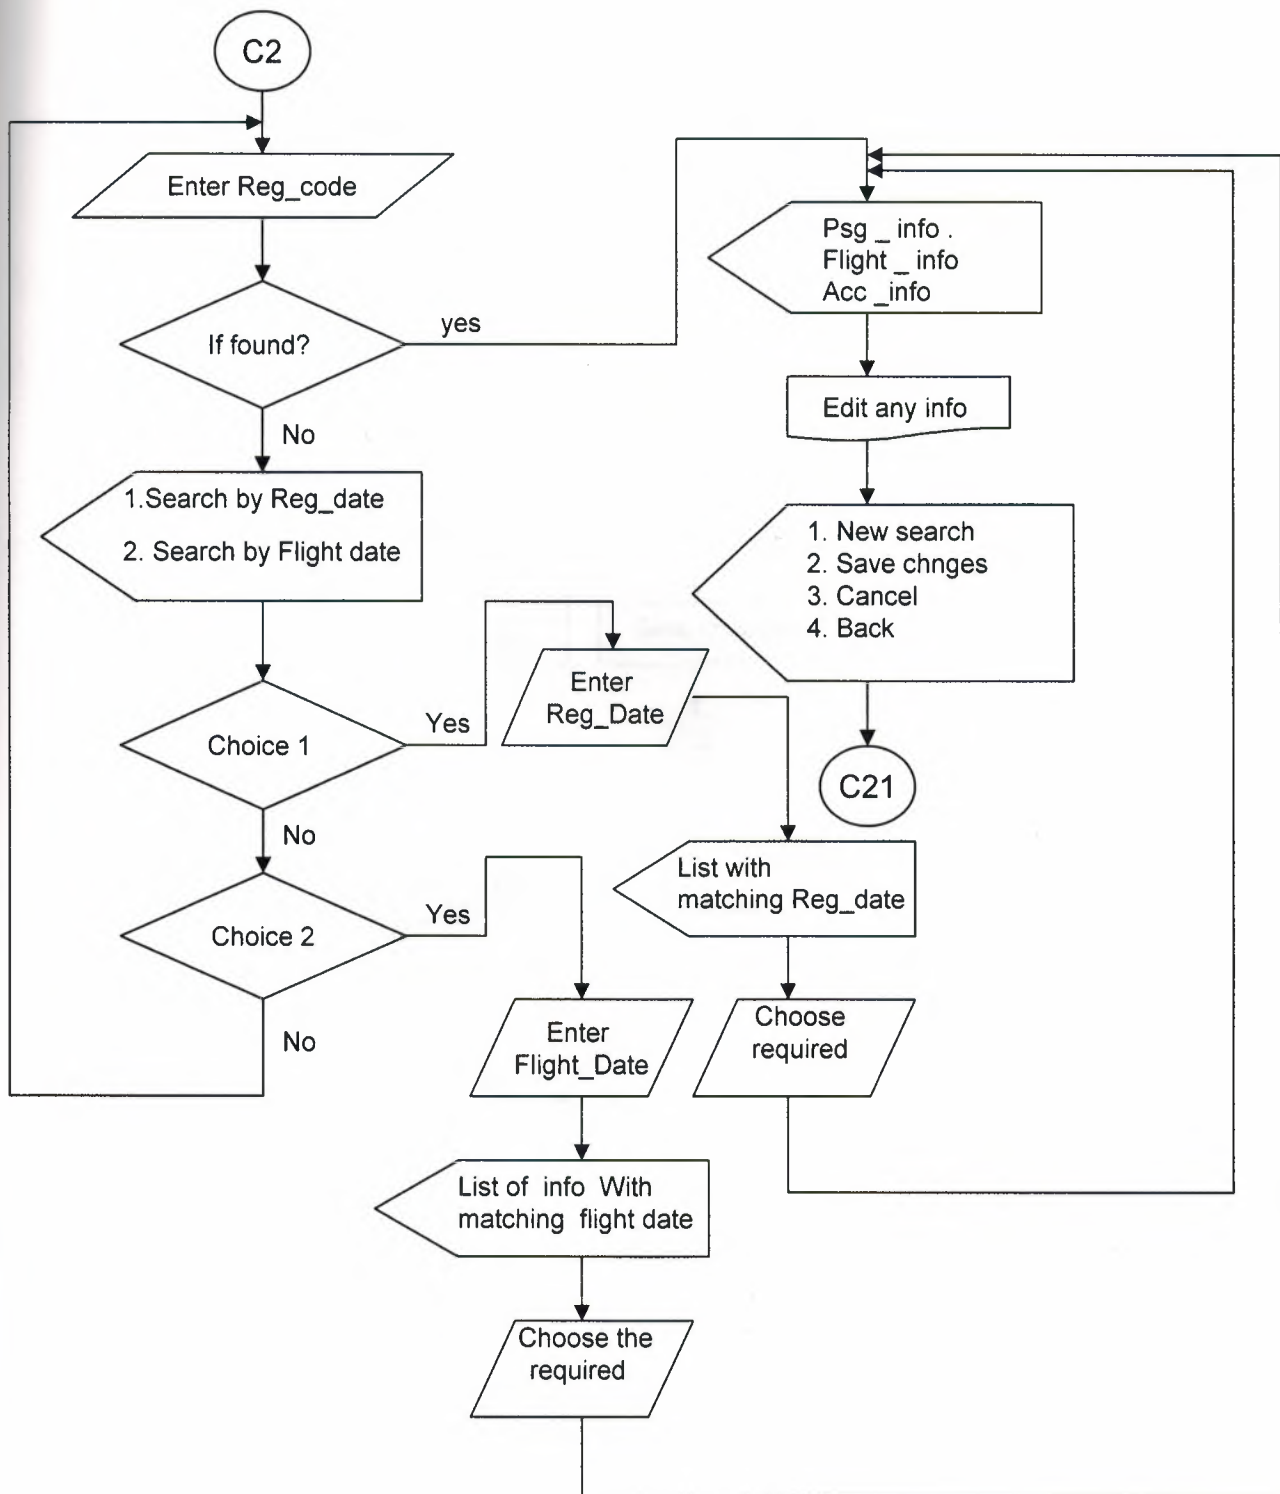 C2
Enter Reg_code
If found?
yes
No
1.Search by Reg_date
2. Search by Flight date
Choice 1
Yes
No
Choice 2
Yes
No
Enter
Reg_Date
List with
matching Reg_date
Choose
required
Enter
Flight_Date
List of info With
matching flight date
Choose the
required
Psg _ info .
Flight _ info
Acc _info
Edit any info
1. New search
2. Save chnges
3. Cancel
4. Back
C21